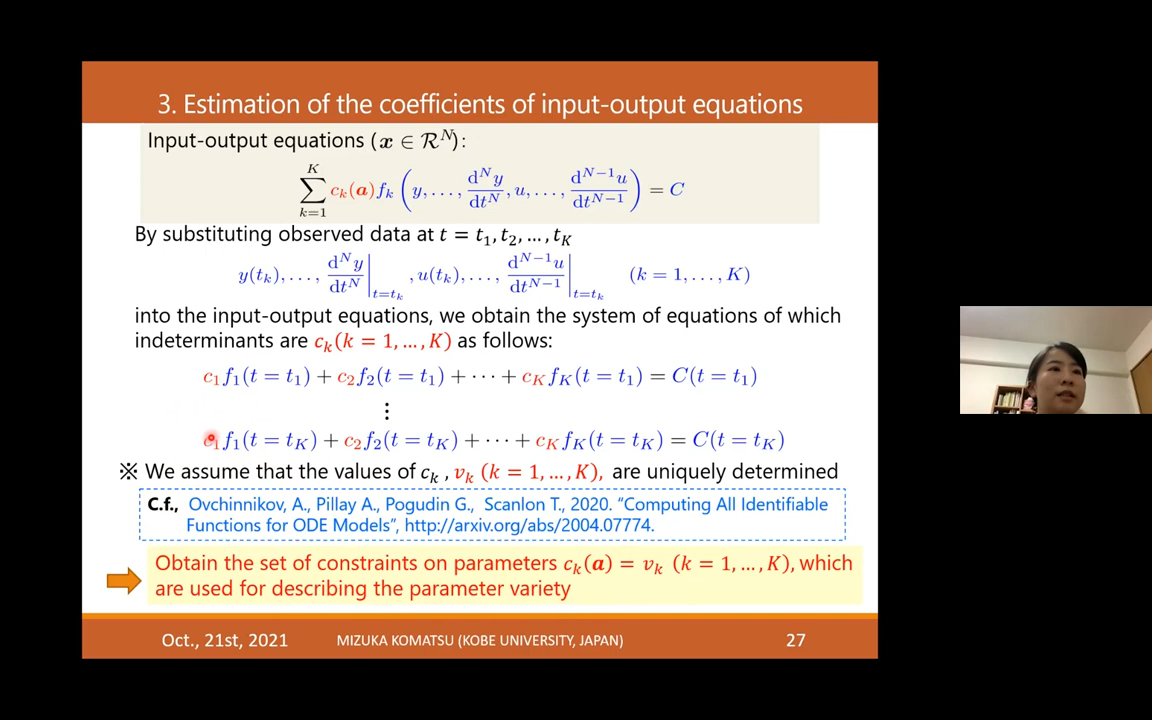 3. Estimation of the coefficients of input-output equations
Input-output equations (𝒙 ∈ ℛ^N):
∑_{k=1}^{K} c_k(𝒂) f_k (y, . . . , d^N y/dt^N, u, . . . , d^{N−1}u/dt^{N−1}) = C
By substituting observed data at t = t_1, t_2, …, t_K
y(t_k), . . . , d^N y/dt^N |_{t=t_k}, u(t_k), . . . , d^{N−1}u/dt^{N−1} |_{t=t_k} (k = 1, . . . , K)
into the input-output equations, we obtain the system of equations of which
indeterminants are c_k(k = 1, …, K) as follows:
c_1 f_1(t = t_1) + c_2 f_2(t = t_1) + · · · + c_K f_K(t = t_1) = C(t = t_1)
⋮
c_1 f_1(t = t_K) + c_2 f_2(t = t_K) + · · · + c_K f_K(t = t_K) = C(t = t_K)
※ We assume that the values of c_k , v_k (k = 1, …, K), are uniquely determined
C.f., Ovchinnikov, A., Pillay A., Pogudin G., Scanlon T., 2020. “Computing All Identifiable
Functions for ODE Models”, http://arxiv.org/abs/2004.07774.
Obtain the set of constraints on parameters c_k(𝒂) = v_k (k = 1, …, K), which
are used for describing the parameter variety
Oct., 21st, 2021 MIZUKA KOMATSU (KOBE UNIVERSITY, JAPAN) 27